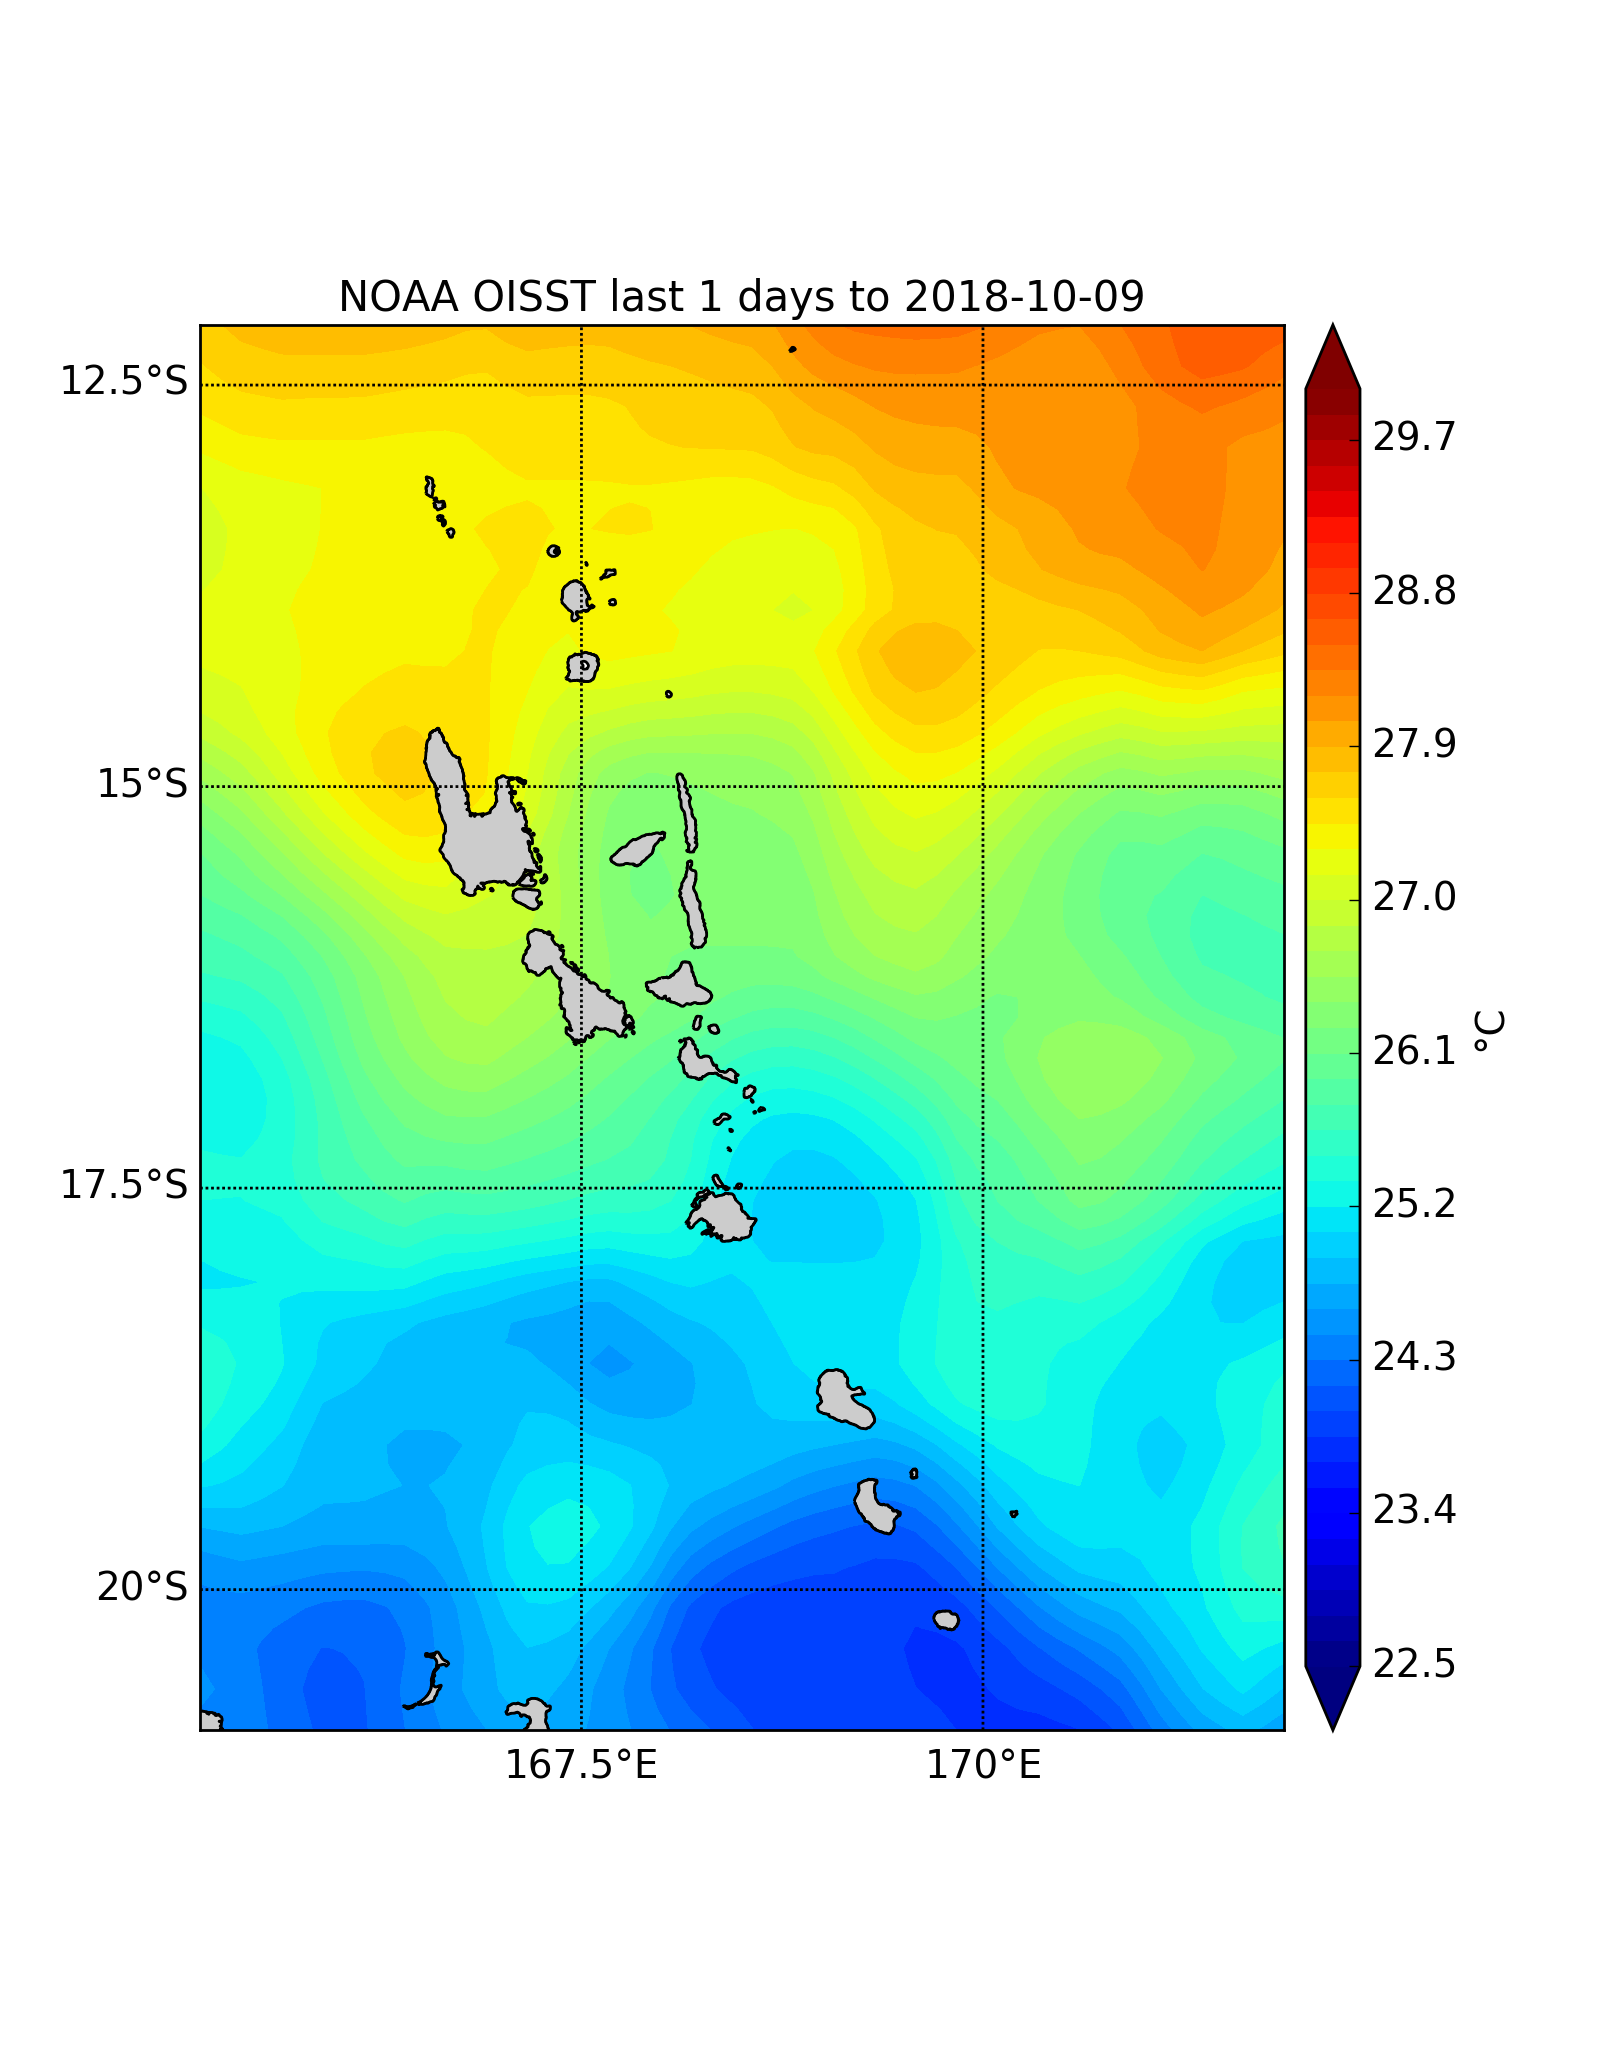 NOAA OISST last 1 days to 2018-10-09
12.5°S
15°S
17.5°S
20°S
167.5°E
170°E
29.7
28.8
27.9
27.0
26.1
25.2
24.3
23.4
22.5
°C